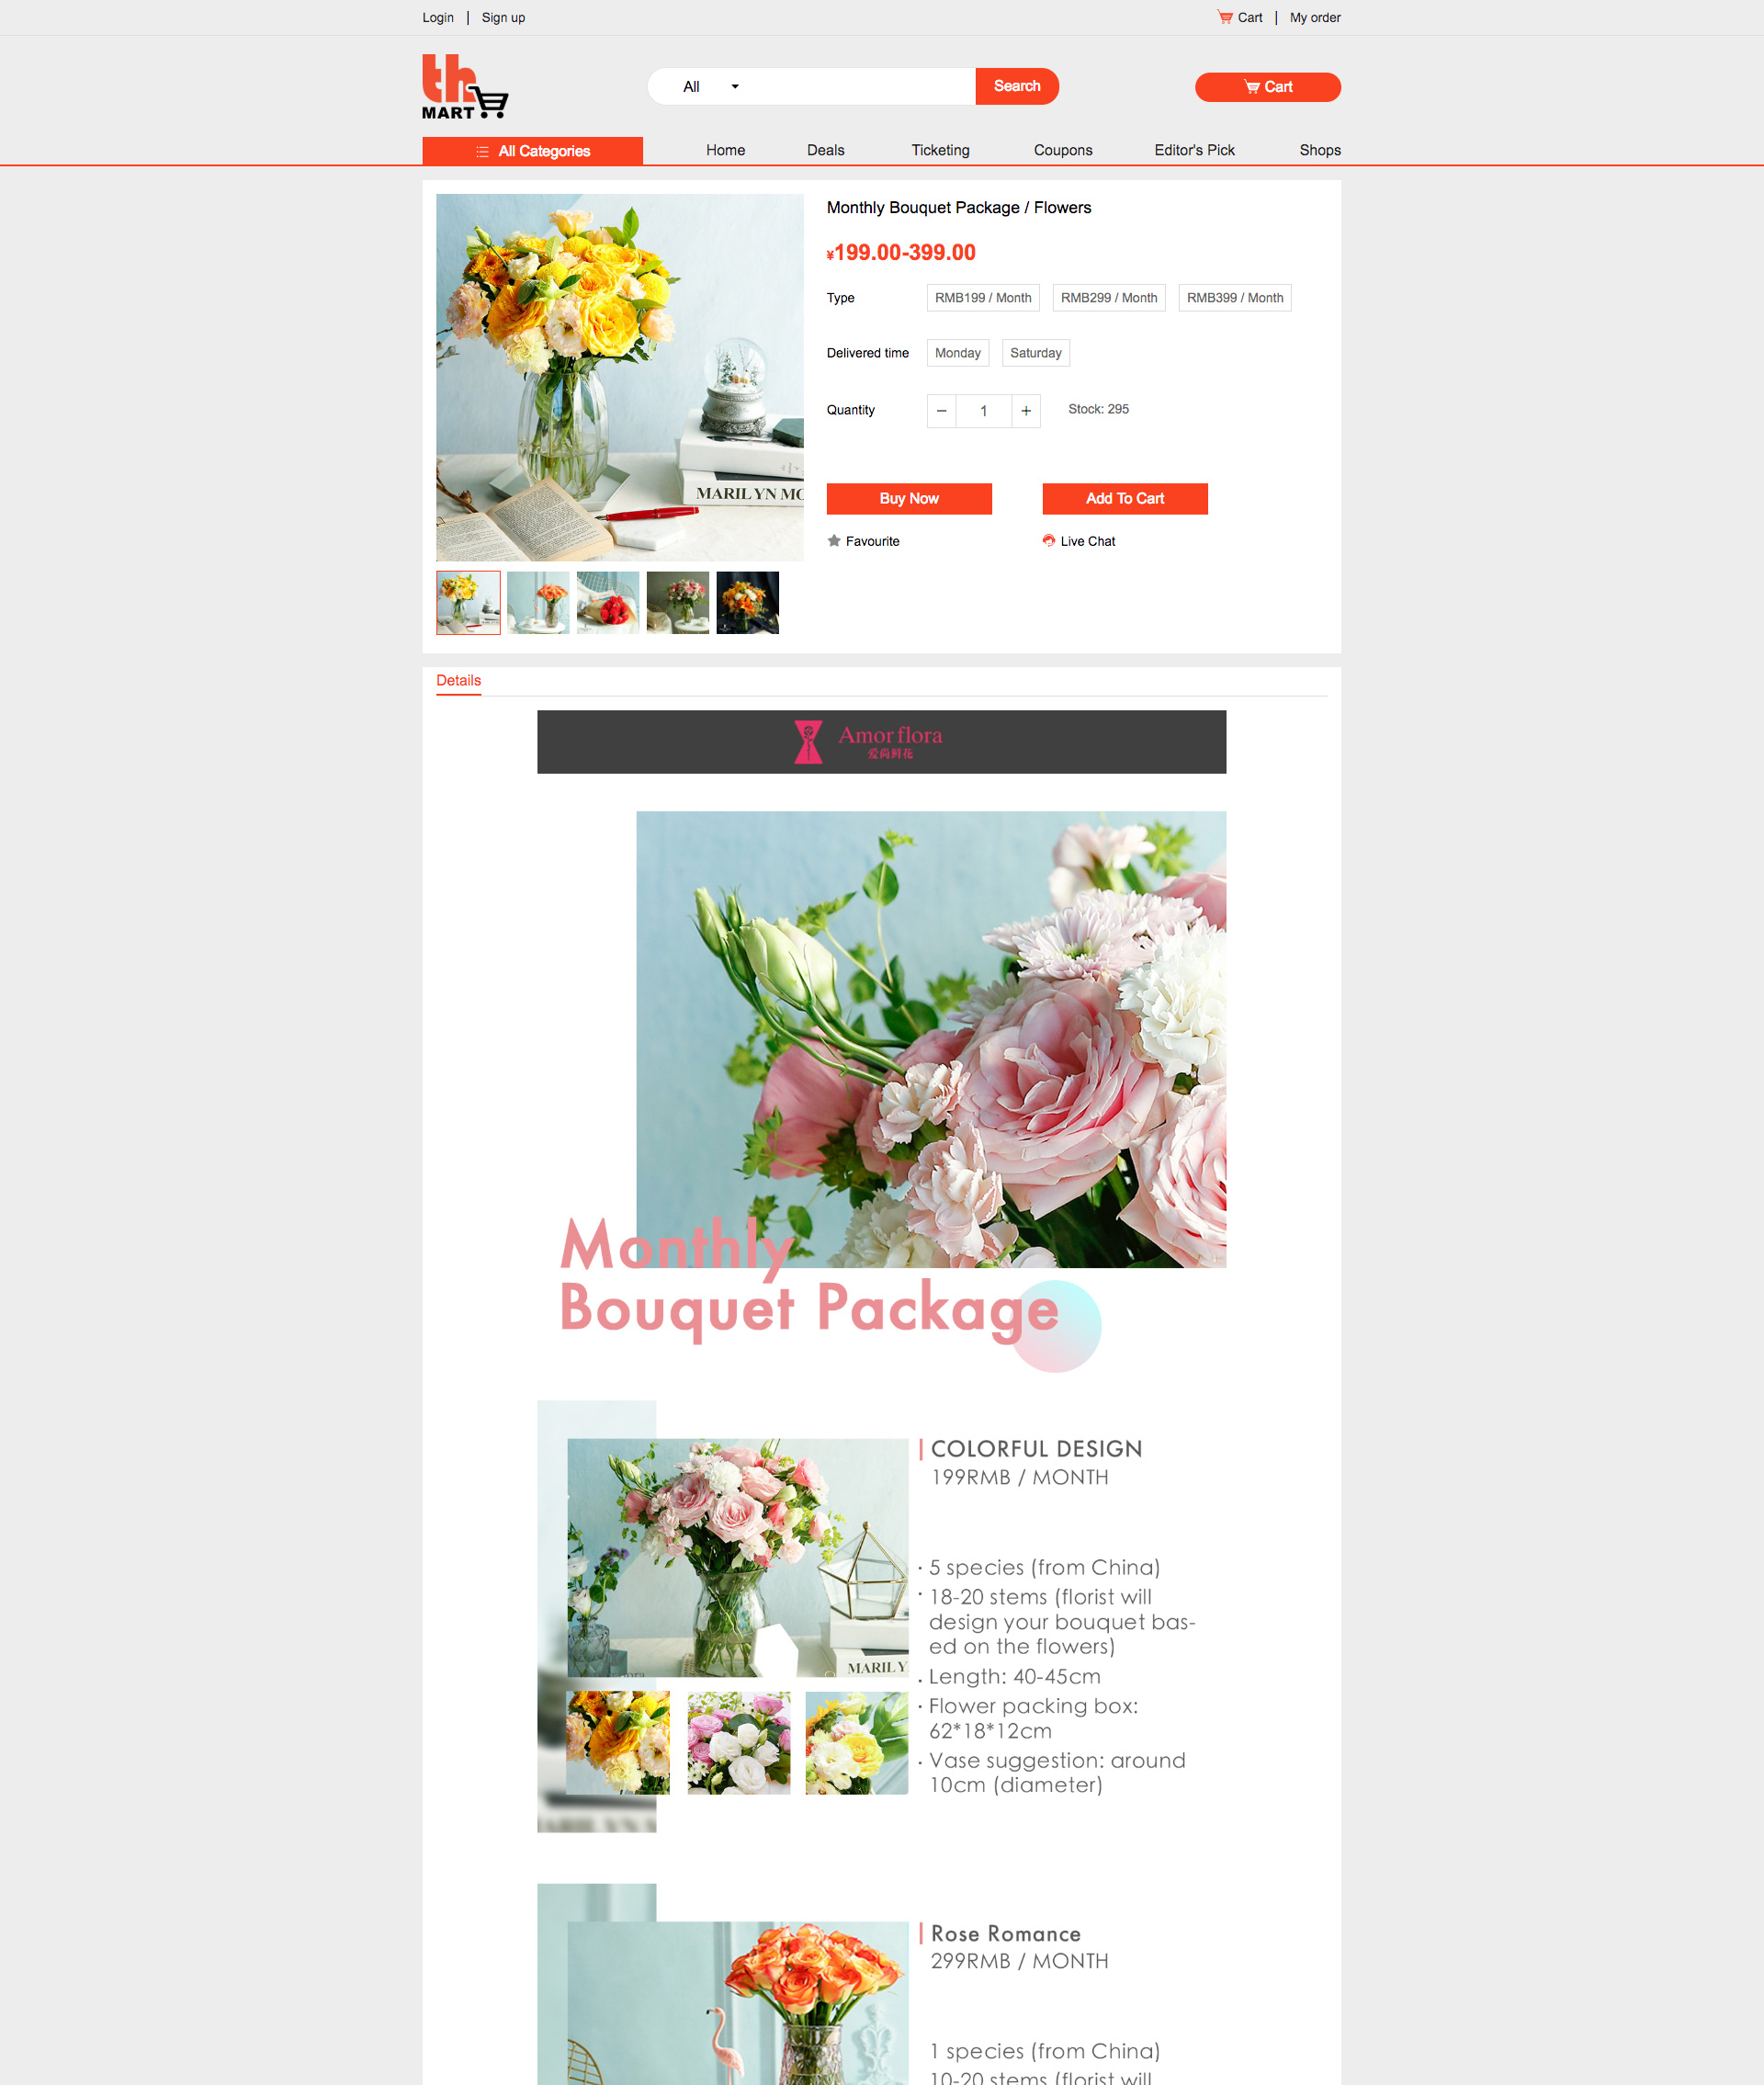 Login | Sign up
Cart | My order
th
MART
All
Search
Cart
All Categories
Home
Deals
Ticketing
Coupons
Editor's Pick
Shops
Monthly Bouquet Package / Flowers
¥199.00-399.00
Type
RMB199 / Month
RMB299 / Month
RMB399 / Month
Delivered time
Monday
Saturday
Quantity
1
Stock: 295
MARILYN MO
Buy Now
Add To Cart
Favourite
Live Chat
Details
Amor flora
爱尚鲜花
Monthly
Bouquet Package
COLORFUL DESIGN
199RMB / MONTH
· 5 species (from China)
· 18-20 stems (florist will
design your bouquet bas-
ed on the flowers)
· Length: 40-45cm
· Flower packing box:
62*18*12cm
· Vase suggestion: around
10cm (diameter)
MARILY
Rose Romance
299RMB / MONTH
1 species (from China)
10-20 stems (florist will